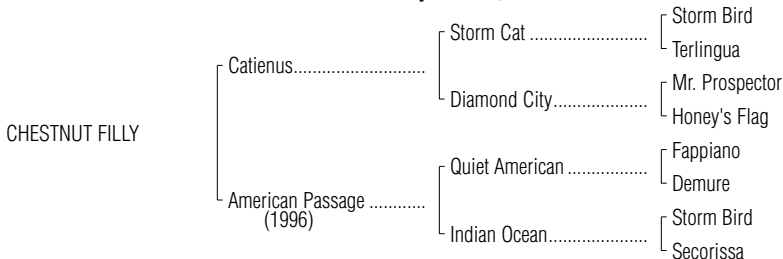 Storm Bird
Storm Cat ..........................
Terlingua
Catienus............................
Mr. Prospector
Diamond City.....................
Honey's Flag
CHESTNUT FILLY
Fappiano
Quiet American ..................
Demure
American Passage ............
(1996)
Storm Bird
Indian Ocean......................
Secorissa